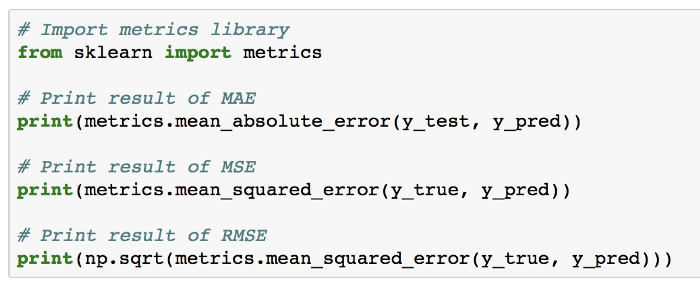 # Import metrics library
from sklearn import metrics
# Print result of MAE
print(metrics.mean_absolute_error(y_test, y_pred))
# Print result of MSE
print(metrics.mean_squared_error(y_true, y_pred))
# Print result of RMSE
print(np.sqrt(metrics.mean_squared_error(y_true, y_pred)))